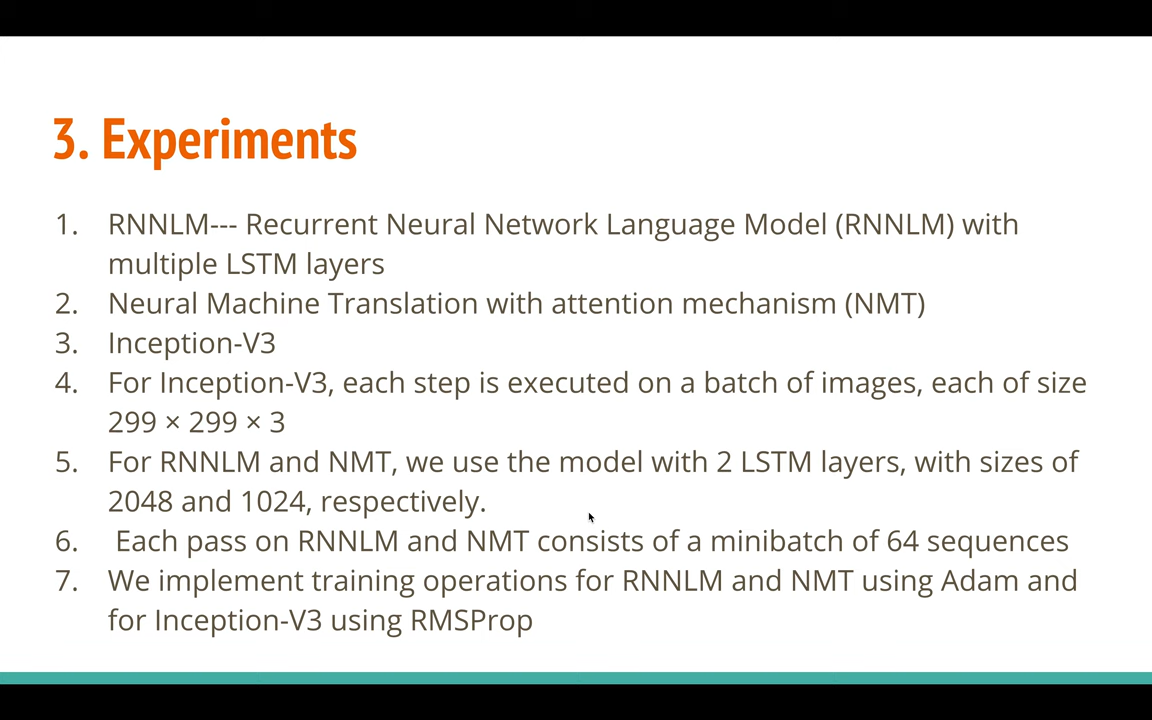 3. Experiments
1. RNNLM--- Recurrent Neural Network Language Model (RNNLM) with
multiple LSTM layers
2. Neural Machine Translation with attention mechanism (NMT)
3. Inception-V3
4. For Inception-V3, each step is executed on a batch of images, each of size
299 × 299 × 3
5. For RNNLM and NMT, we use the model with 2 LSTM layers, with sizes of
2048 and 1024, respectively.
6. Each pass on RNNLM and NMT consists of a minibatch of 64 sequences
7. We implement training operations for RNNLM and NMT using Adam and
for Inception-V3 using RMSProp